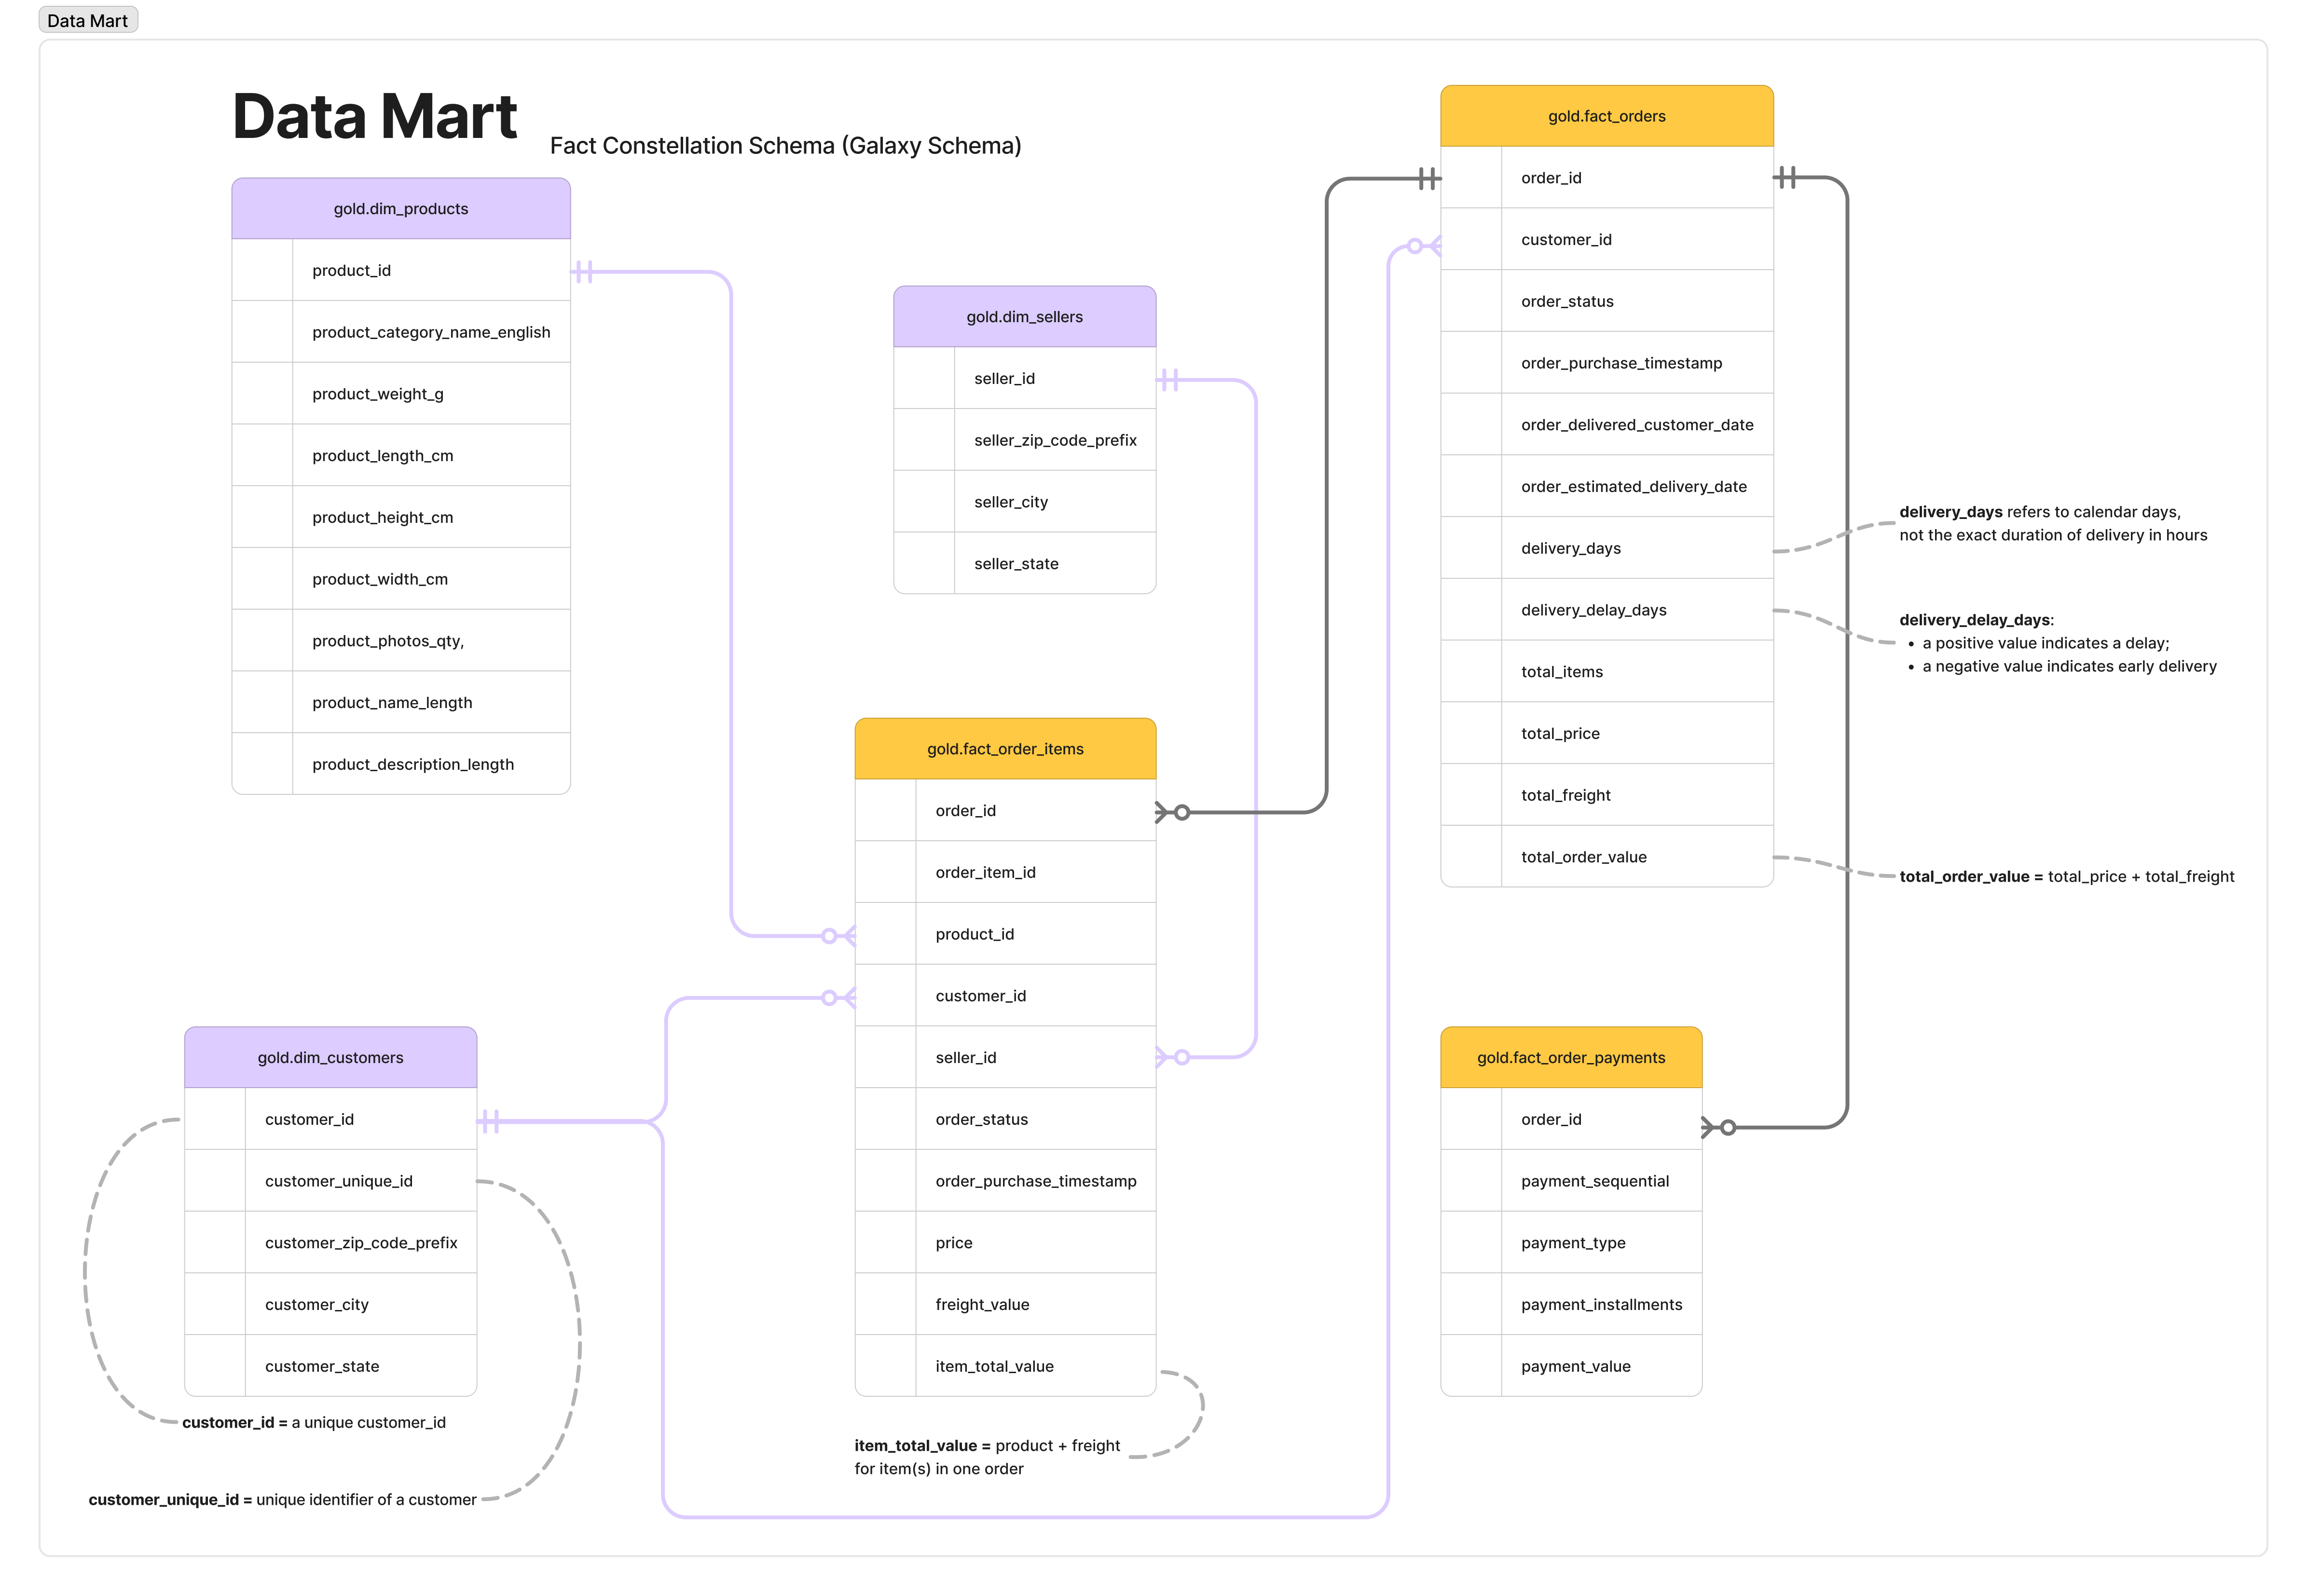 Data Mart
Data Mart
Fact Constellation Schema (Galaxy Schema)
gold.dim_products
product_id
product_category_name_english
product_weight_g
product_length_cm
product_height_cm
product_width_cm
product_photos_qty,
product_name_length
product_description_length
gold.dim_sellers
seller_id
seller_zip_code_prefix
seller_city
seller_state
gold.fact_orders
order_id
customer_id
order_status
order_purchase_timestamp
order_delivered_customer_date
order_estimated_delivery_date
delivery_days
delivery_delay_days
total_items
total_price
total_freight
total_order_value
delivery_days refers to calendar days,
not the exact duration of delivery in hours
delivery_delay_days:
• a positive value indicates a delay;
• a negative value indicates early delivery
total_order_value = total_price + total_freight
gold.fact_order_items
order_id
order_item_id
product_id
customer_id
seller_id
order_status
order_purchase_timestamp
price
freight_value
item_total_value
item_total_value = product + freight
for item(s) in one order
gold.dim_customers
customer_id
customer_unique_id
customer_zip_code_prefix
customer_city
customer_state
customer_id = a unique customer_id
customer_unique_id = unique identifier of a customer
gold.fact_order_payments
order_id
payment_sequential
payment_type
payment_installments
payment_value